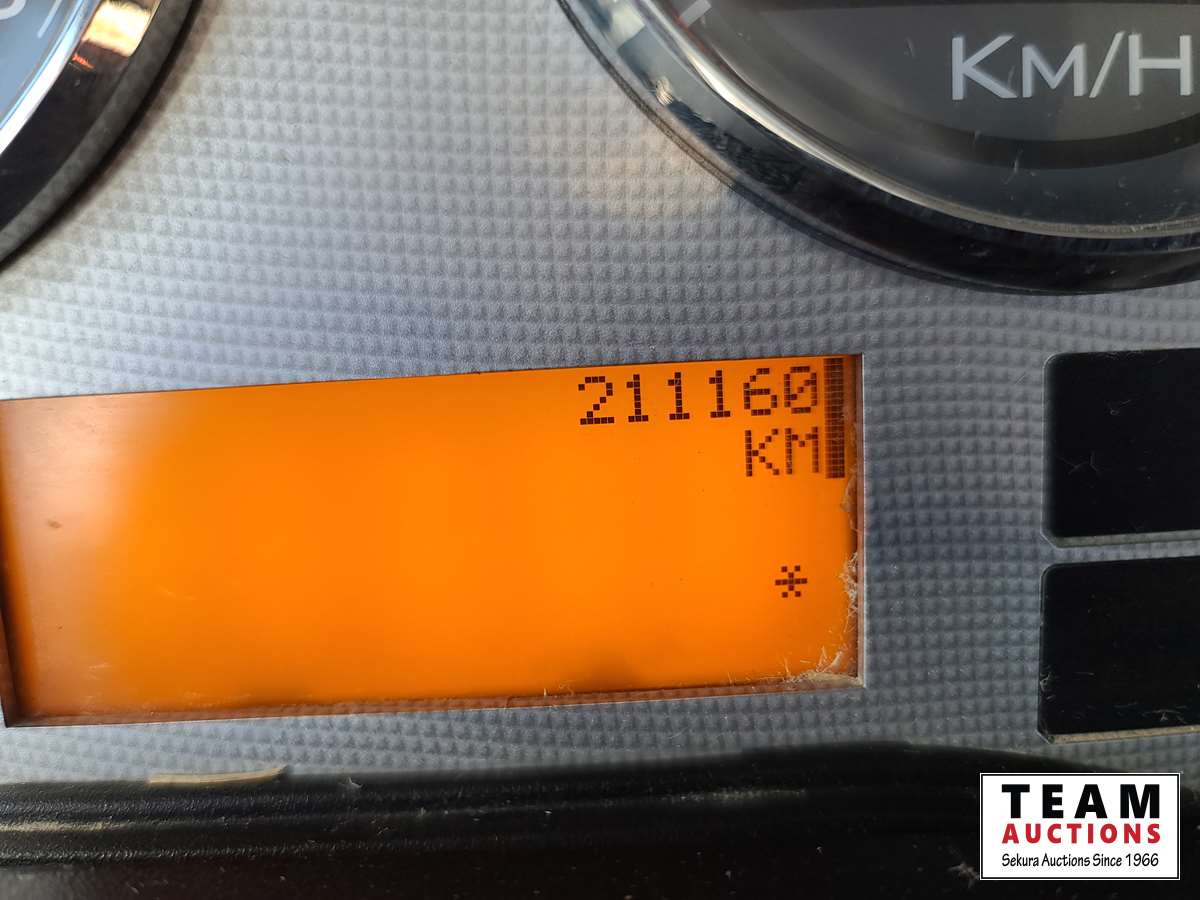 KM/H
211160
KM
*
TEAM
AUCTIONS
Sekura Auctions Since 1966